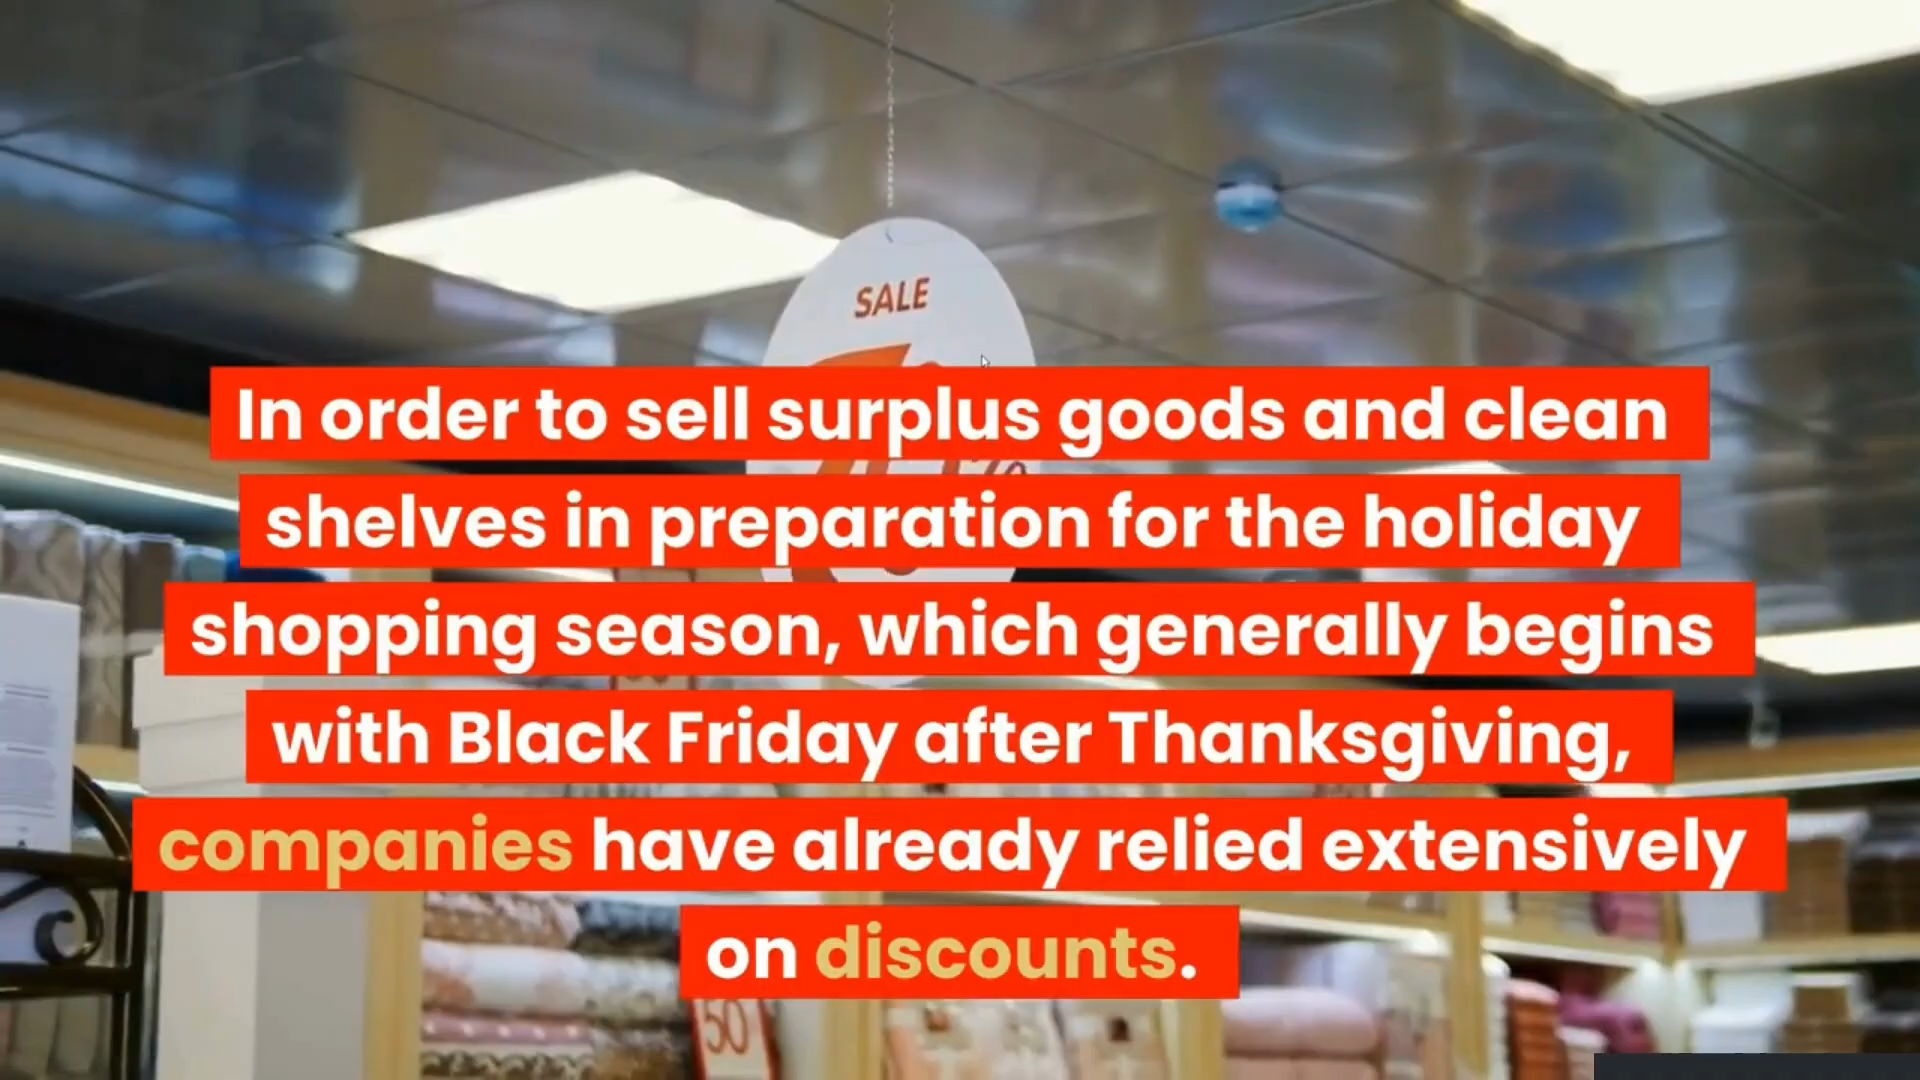 SALE
In order to sell surplus goods and clean
shelves in preparation for the holiday
shopping season, which generally begins
with Black Friday after Thanksgiving,
companies have already relied extensively
on discounts.
50